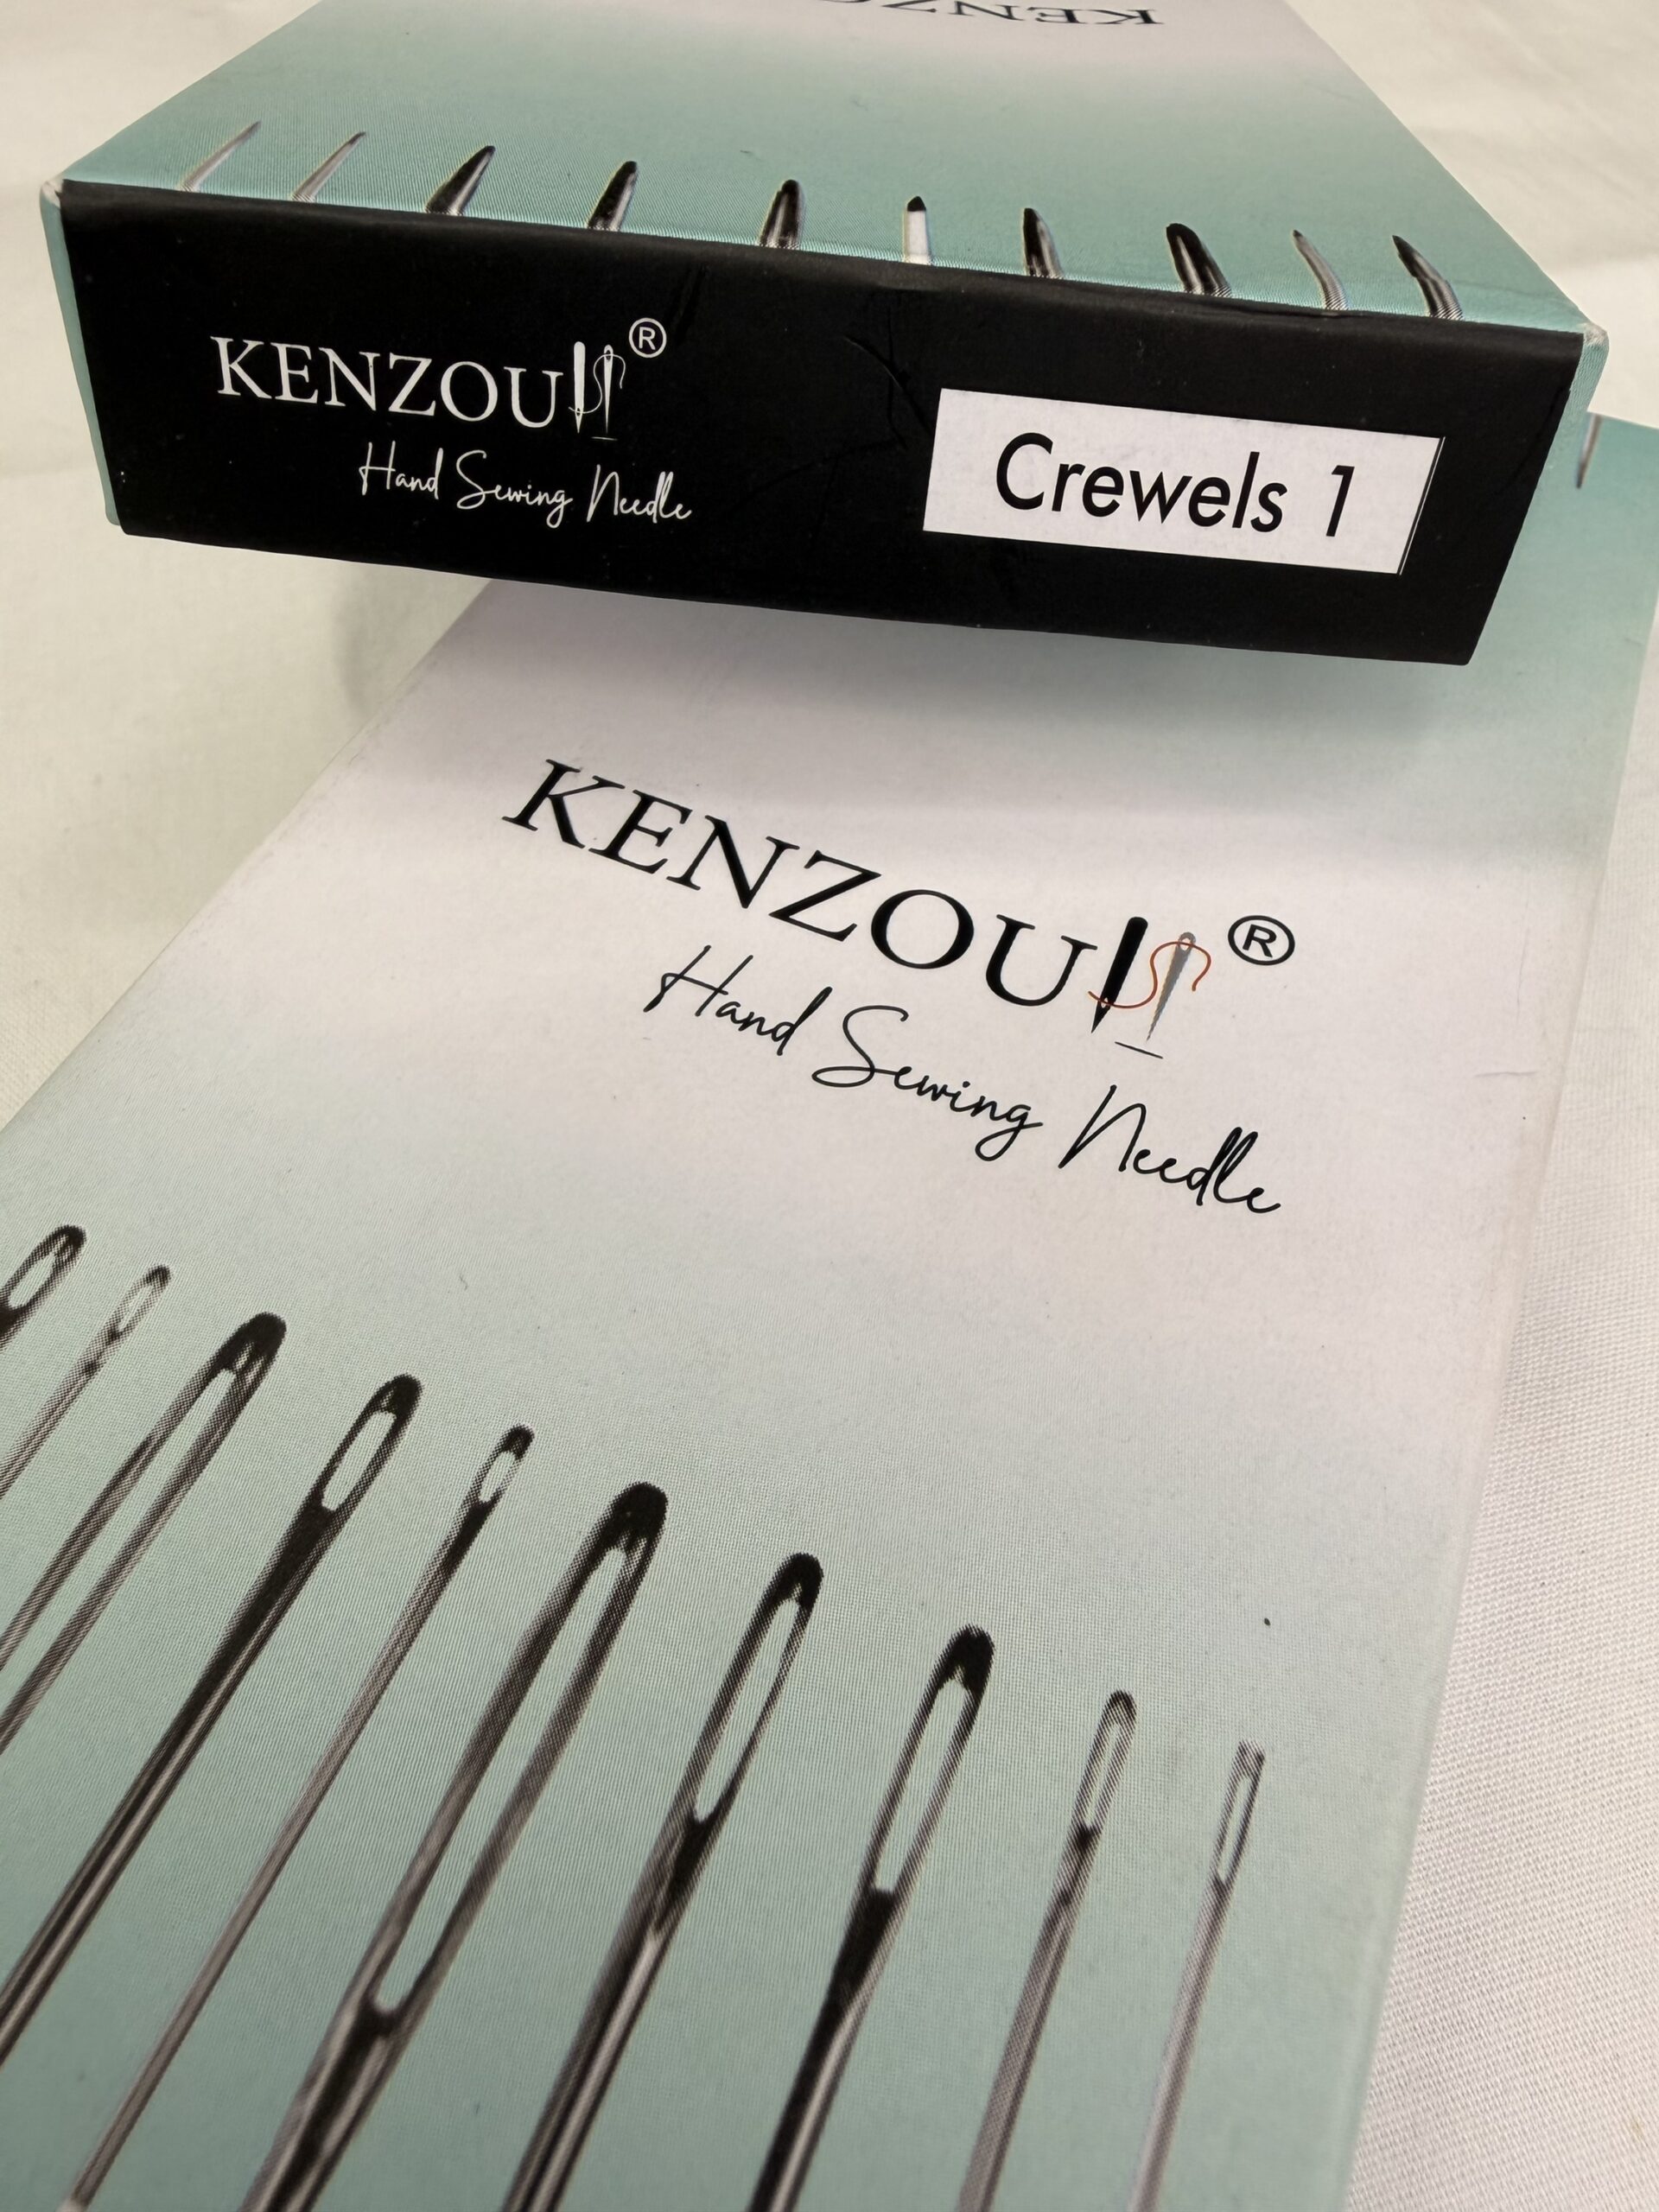 KENZOU ®
Hand Sewing Needle
Crewels 1
KENZOU ®
Hand Sewing Needle